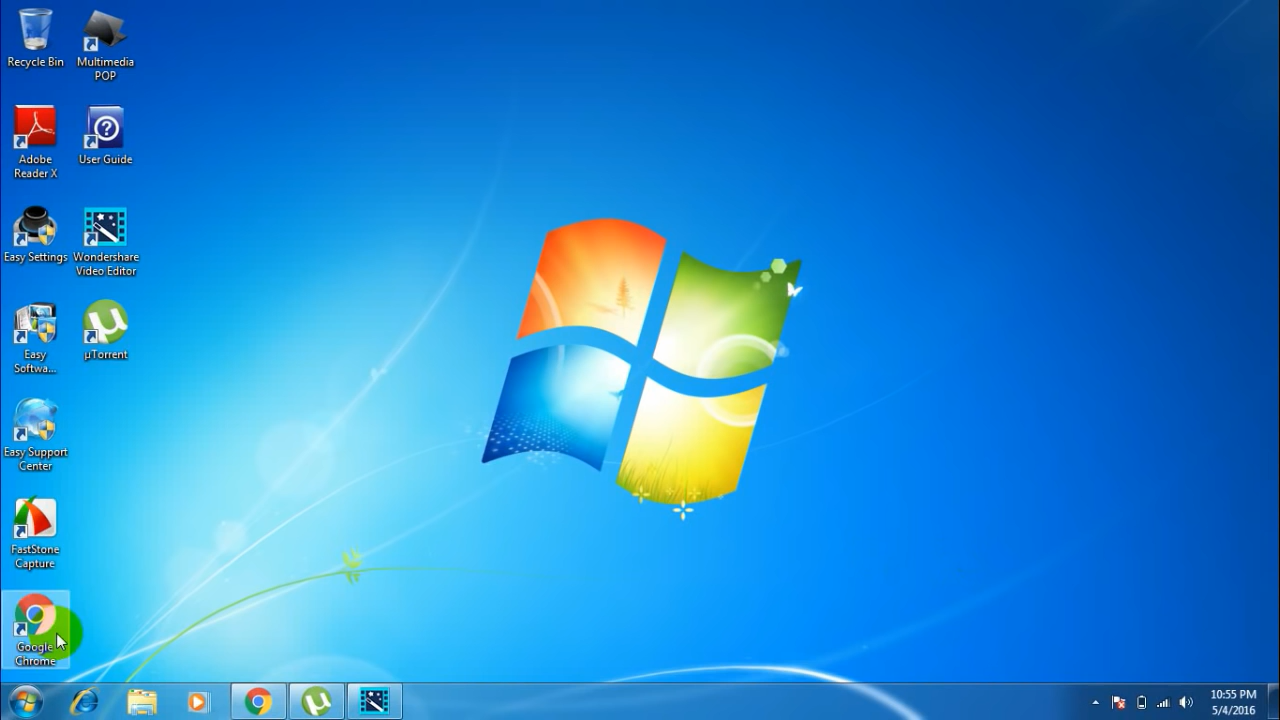 Recycle Bin
Multimedia
POP
Adobe
Reader X
User Guide
Easy Settings
Wondershare
Video Editor
Easy
Softwa...
µTorrent
Easy Support
Center
FastStone
Capture
Google
Chrome
10:55 PM
5/4/2016